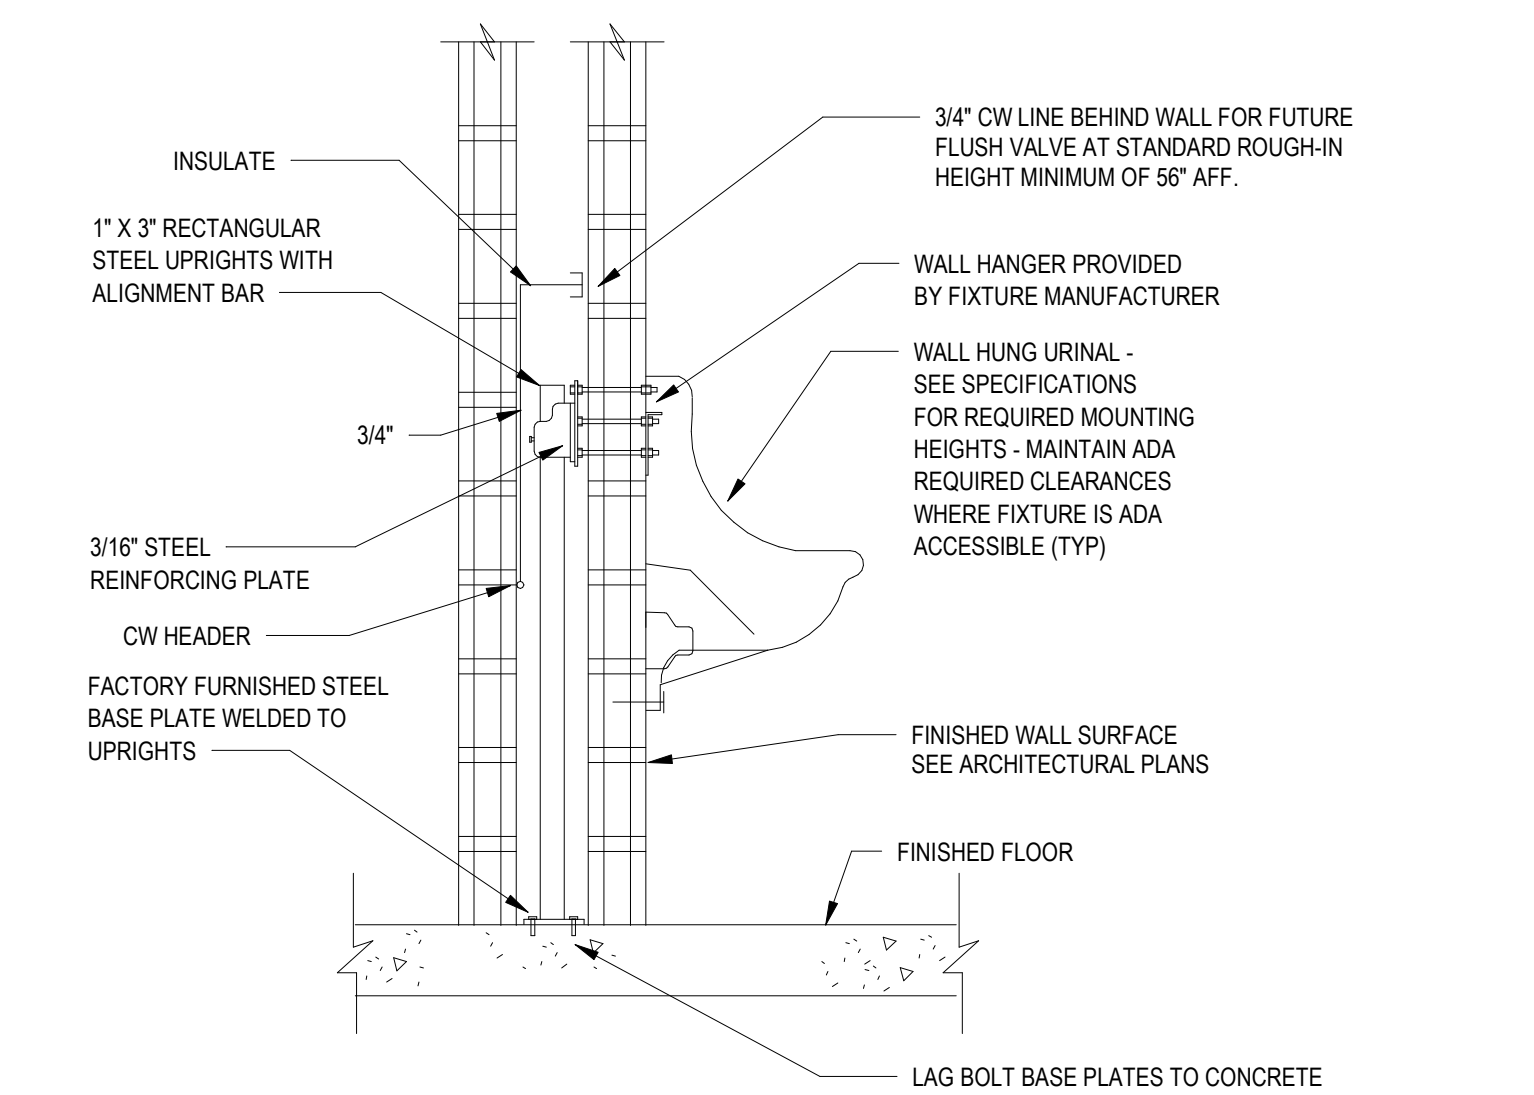 INSULATE
1" X 3" RECTANGULAR
STEEL UPRIGHTS WITH
ALIGNMENT BAR
3/4"
3/16" STEEL
REINFORCING PLATE
CW HEADER
FACTORY FURNISHED STEEL
BASE PLATE WELDED TO
UPRIGHTS
3/4" CW LINE BEHIND WALL FOR FUTURE
FLUSH VALVE AT STANDARD ROUGH-IN
HEIGHT MINIMUM OF 56" AFF.
WALL HANGER PROVIDED
BY FIXTURE MANUFACTURER
WALL HUNG URINAL -
SEE SPECIFICATIONS
FOR REQUIRED MOUNTING
HEIGHTS - MAINTAIN ADA
REQUIRED CLEARANCES
WHERE FIXTURE IS ADA
ACCESSIBLE (TYP)
FINISHED WALL SURFACE
SEE ARCHITECTURAL PLANS
FINISHED FLOOR
LAG BOLT BASE PLATES TO CONCRETE